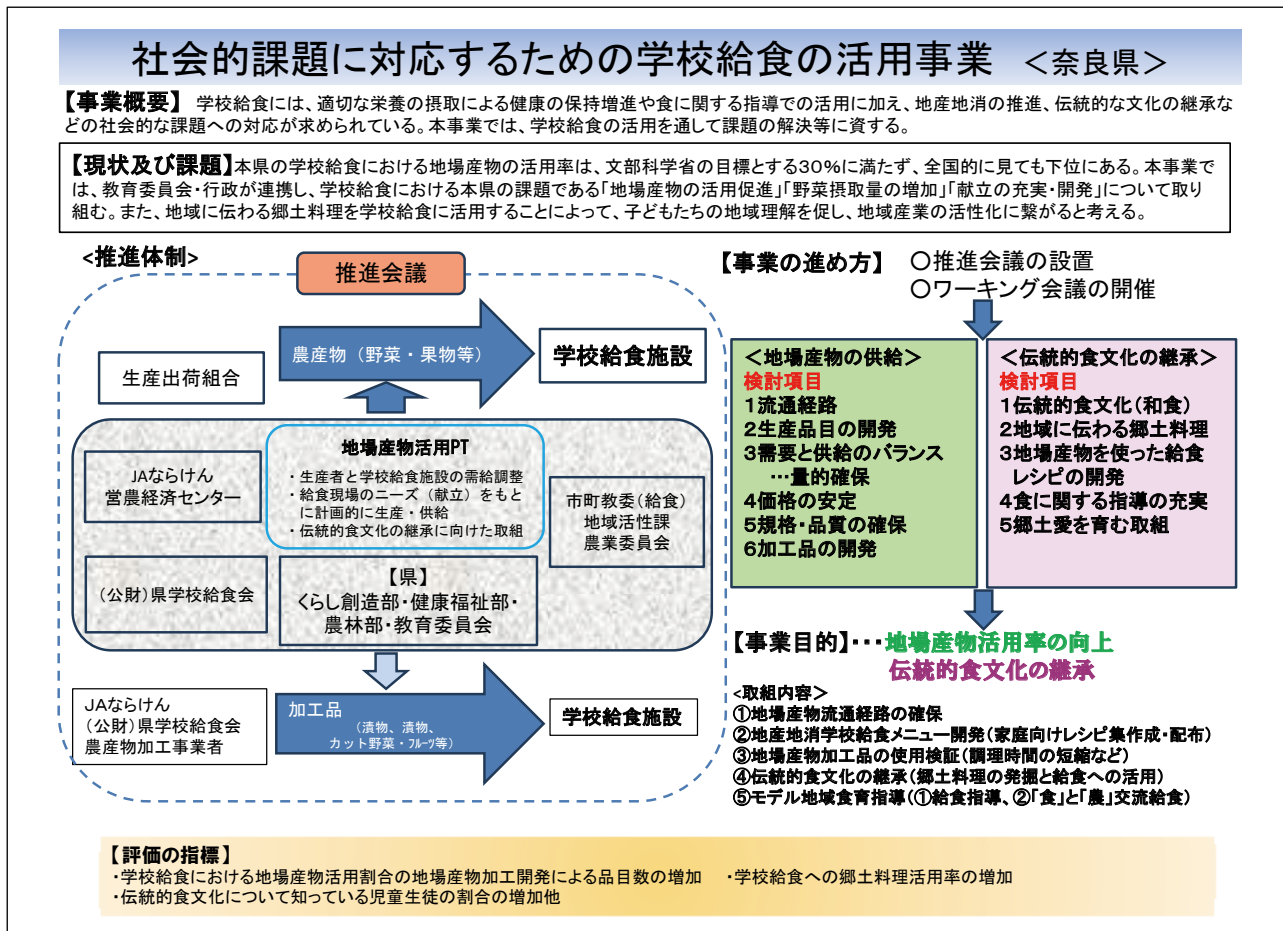 社会的課題に対応するための学校給食の活用事業 <奈良県>
【事業概要】 学校給食には、適切な栄養の摂取による健康の保持増進や食に関する指導での活用に加え、地産地消の推進、伝統的な文化の継承な
どの社会的な課題への対応が求められている。本事業では、学校給食の活用を通して課題の解決等に資する。
【現状及び課題】本県の学校給食における地場産物の活用率は、文部科学省の目標とする30%に満たず、全国的に見ても下位にある。本事業で
は、教育委員会・行政が連携し、学校給食における本県の課題である「地場産物の活用促進」「野菜摂取量の増加」「献立の充実・開発」について取り
組む。また、地域に伝わる郷土料理を学校給食に活用することによって、子どもたちの地域理解を促し、地域産業の活性化に繋がると考える。
<推進体制>
推進会議
農産物(野菜・果物等)
学校給食施設
生産出荷組合
地場産物活用PT
・生産者と学校給食施設の需給調整
・給食現場のニーズ(献立)をもと
に計画的に生産・供給
・伝統的食文化の継承に向けた取組
JAならけん
営農経済センター
市町教委(給食)
地域活性課
農業委員会
(公財)県学校給食会
【県】
くらし創造部・健康福祉部・
農林部・教育委員会
JAならけん
(公財)県学校給食会
農産物加工事業者
加工品
(漬物、漬物、
カット野菜・フルーツ等)
学校給食施設
【事業の進め方】 ○推進会議の設置
○ワーキング会議の開催
<地場産物の供給>
検討項目
1流通経路
2生産品目の開発
3需要と供給のバランス
…量的確保
4価格の安定
5規格・品質の確保
6加工品の開発
<伝統的食文化の継承>
検討項目
1伝統的食文化(和食)
2地域に伝わる郷土料理
3地場産物を使った給食
レシピの開発
4食に関する指導の充実
5郷土愛を育む取組
【事業目的】・・・地場産物活用率の向上
伝統的食文化の継承
<取組内容>
①地場産物流通経路の確保
②地産地消学校給食メニュー開発(家庭向けレシピ集作成・配布)
③地場産物加工品の使用検証(調理時間の短縮など)
④伝統的食文化の継承(郷土料理の発掘と給食への活用)
⑤モデル地域食育指導(①給食指導、②「食」と「農」交流給食)
【評価の指標】
・学校給食における地場産物活用割合の地場産物加工開発による品目数の増加 ・学校給食への郷土料理活用率の増加
・伝統的食文化について知っている児童生徒の割合の増加他